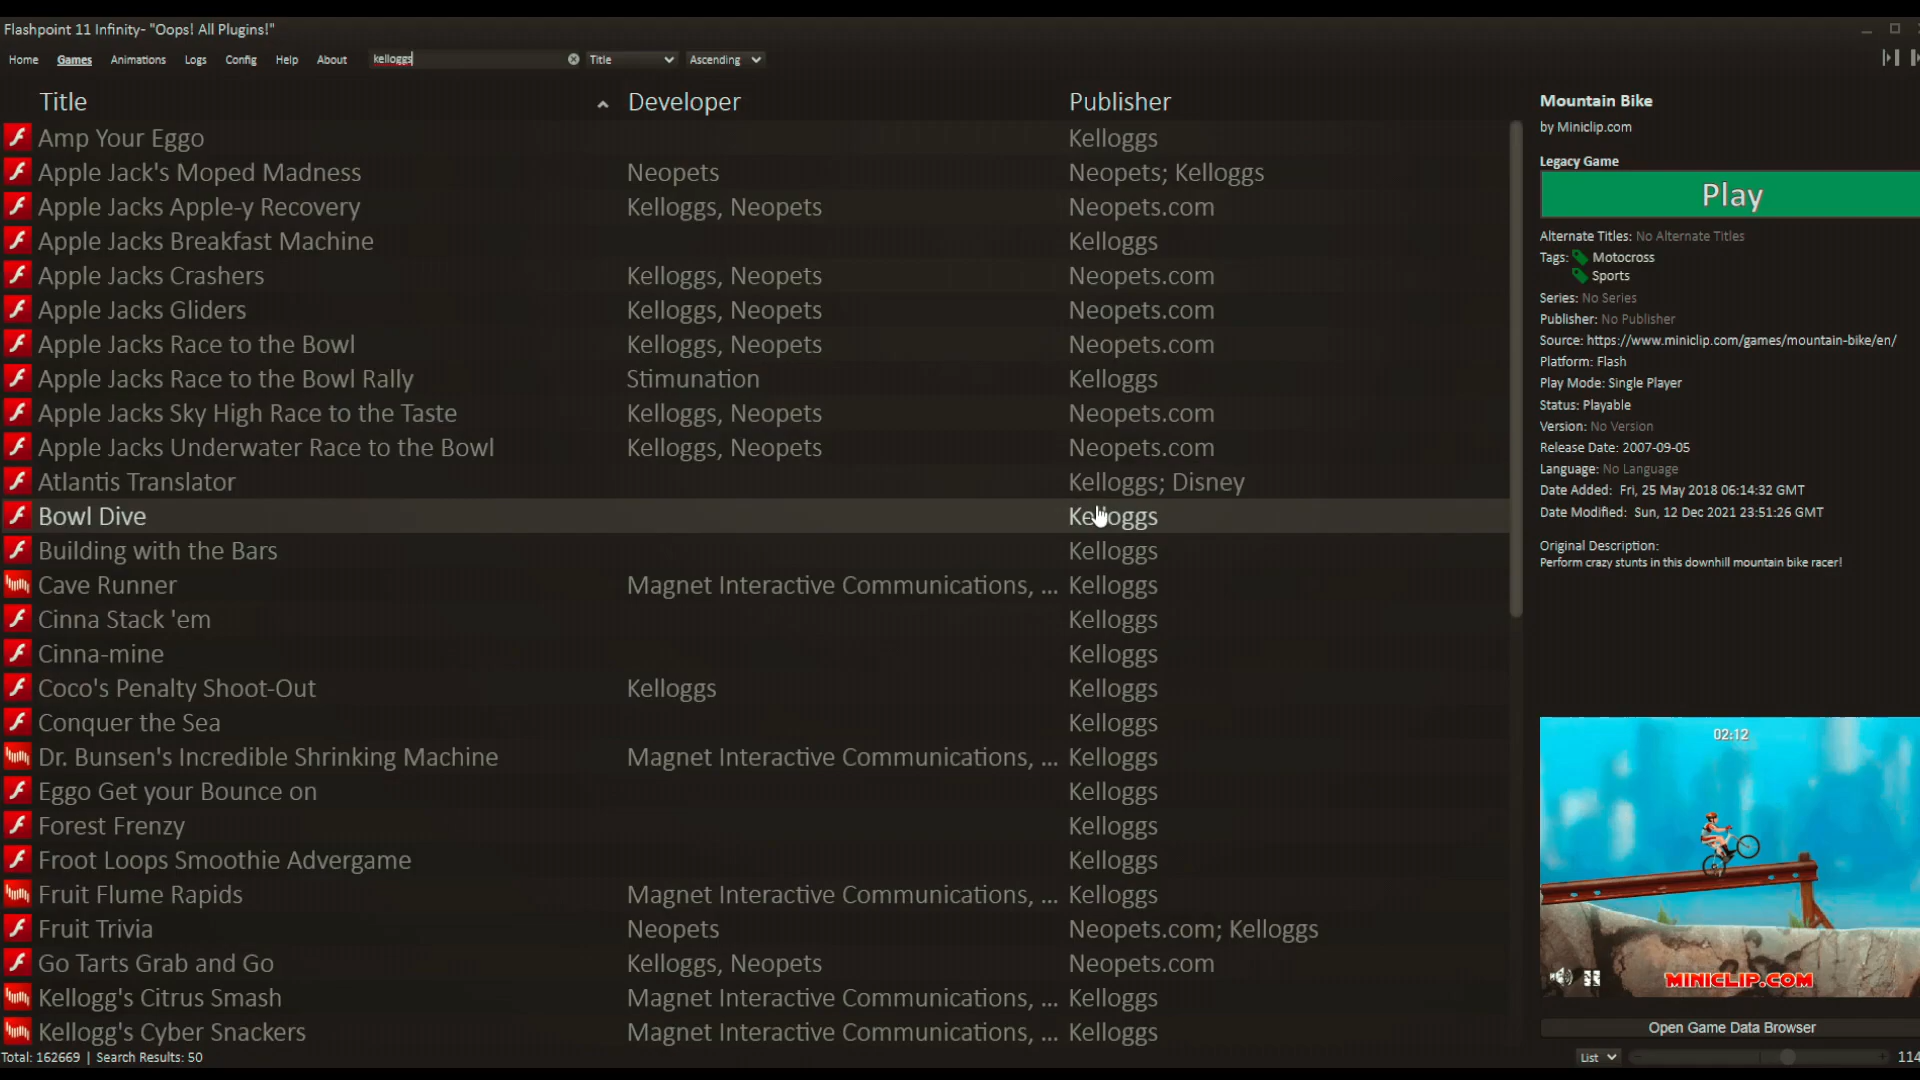 Flashpoint 11 Infinity- "Oops! All Plugins!"
Home Games Animations Logs Config Help About kelloggs Title Ascending
Title Developer Publisher
Amp Your Eggo Kelloggs
Apple Jack's Moped Madness Neopets Neopets; Kelloggs
Apple Jacks Apple-y Recovery Kelloggs, Neopets Neopets.com
Apple Jacks Breakfast Machine Kelloggs
Apple Jacks Crashers Kelloggs, Neopets Neopets.com
Apple Jacks Gliders Kelloggs, Neopets Neopets.com
Apple Jacks Race to the Bowl Kelloggs, Neopets Neopets.com
Apple Jacks Race to the Bowl Rally Stimunation Kelloggs
Apple Jacks Sky High Race to the Taste Kelloggs, Neopets Neopets.com
Apple Jacks Underwater Race to the Bowl Kelloggs, Neopets Neopets.com
Atlantis Translator Kelloggs; Disney
Bowl Dive Kelloggs
Building with the Bars Kelloggs
Cave Runner Magnet Interactive Communications, ... Kelloggs
Cinna Stack 'em Kelloggs
Cinna-mine Kelloggs
Coco's Penalty Shoot-Out Kelloggs Kelloggs
Conquer the Sea Kelloggs
Dr. Bunsen's Incredible Shrinking Machine Magnet Interactive Communications, ... Kelloggs
Eggo Get your Bounce on Kelloggs
Forest Frenzy Kelloggs
Froot Loops Smoothie Advergame Kelloggs
Fruit Flume Rapids Magnet Interactive Communications, ... Kelloggs
Fruit Trivia Neopets Neopets.com; Kelloggs
Go Tarts Grab and Go Kelloggs, Neopets Neopets.com
Kellogg's Citrus Smash Magnet Interactive Communications, ... Kelloggs
Kellogg's Cyber Snackers Magnet Interactive Communications, ... Kelloggs
Total: 162669 | Search Results: 50
Mountain Bike
by Miniclip.com
Legacy Game
Play
Alternate Titles: No Alternate Titles
Tags: Motocross
Sports
Series: No Series
Publisher: No Publisher
Source: https://www.miniclip.com/games/mountain-bike/en/
Platform: Flash
Play Mode: Single Player
Status: Playable
Version: No Version
Release Date: 2007-09-05
Language: No Language
Date Added: Fri, 25 May 2018 06:14:32 GMT
Date Modified: Sun, 12 Dec 2021 23:51:26 GMT
Original Description:
Perform crazy stunts in this downhill mountain bike racer!
02:12
MINICLIP.COM
Open Game Data Browser
List 114